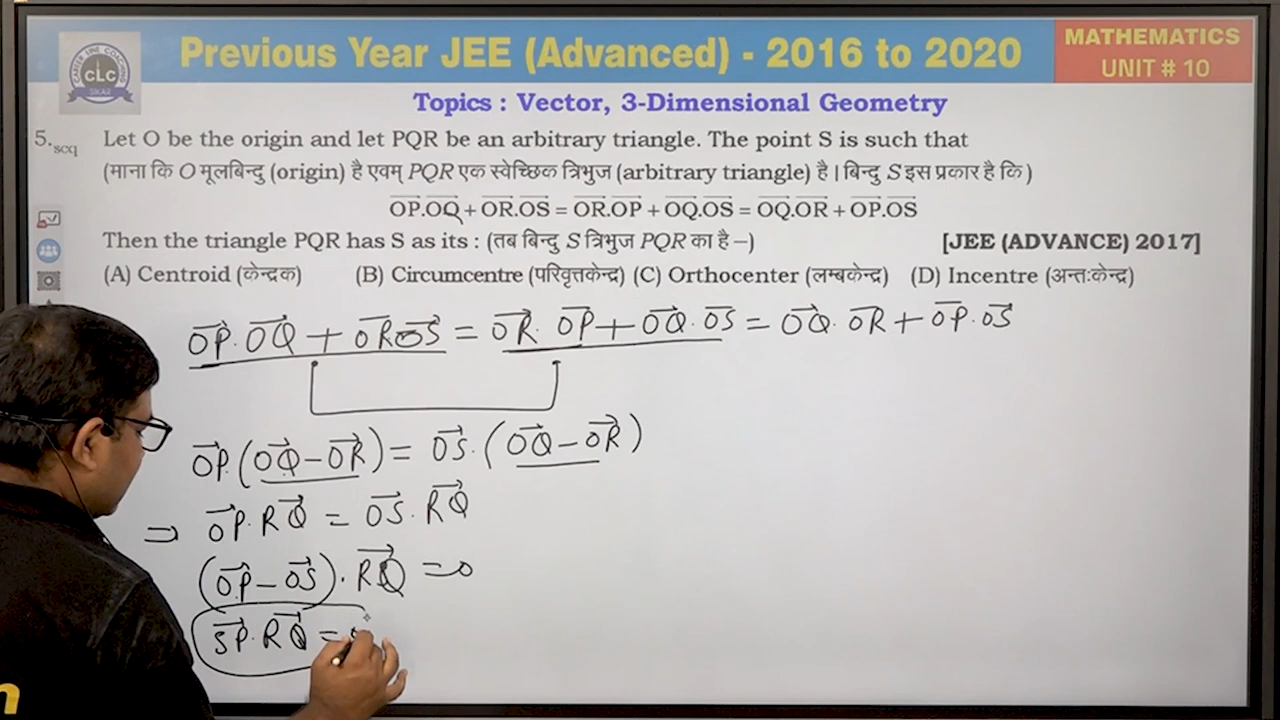 Previous Year JEE (Advanced) - 2016 to 2020
MATHEMATICS
UNIT # 10
CLC
SIKAR
Topics : Vector, 3-Dimensional Geometry
5.scq Let O be the origin and let PQR be an arbitrary triangle. The point S is such that
(माना कि O मूलबिन्दु (origin) है एवम् PQR एक स्वेच्छिक त्रिभुज (arbitrary triangle) है। बिन्दु S इस प्रकार है कि)
OP.OQ + OR.OS = OR.OP + OQ.OS = OQ.OR + OP.OS
Then the triangle PQR has S as its : (तब बिन्दु S त्रिभुज PQR का है –) [JEE (ADVANCE) 2017]
(A) Centroid (केन्द्रक) (B) Circumcentre (परिवृत्तकेन्द्र) (C) Orthocenter (लम्बकेन्द्र) (D) Incentre (अन्तःकेन्द्र)
OP. OQ + OR OS = OR. OP + OQ. OS = OQ. OR + OP. OS
OP. (OQ – OR) = OS. (OQ – OR)
⇒ OP. RQ = OS. RQ
(OP – OS). RQ = 0
SP. RQ =